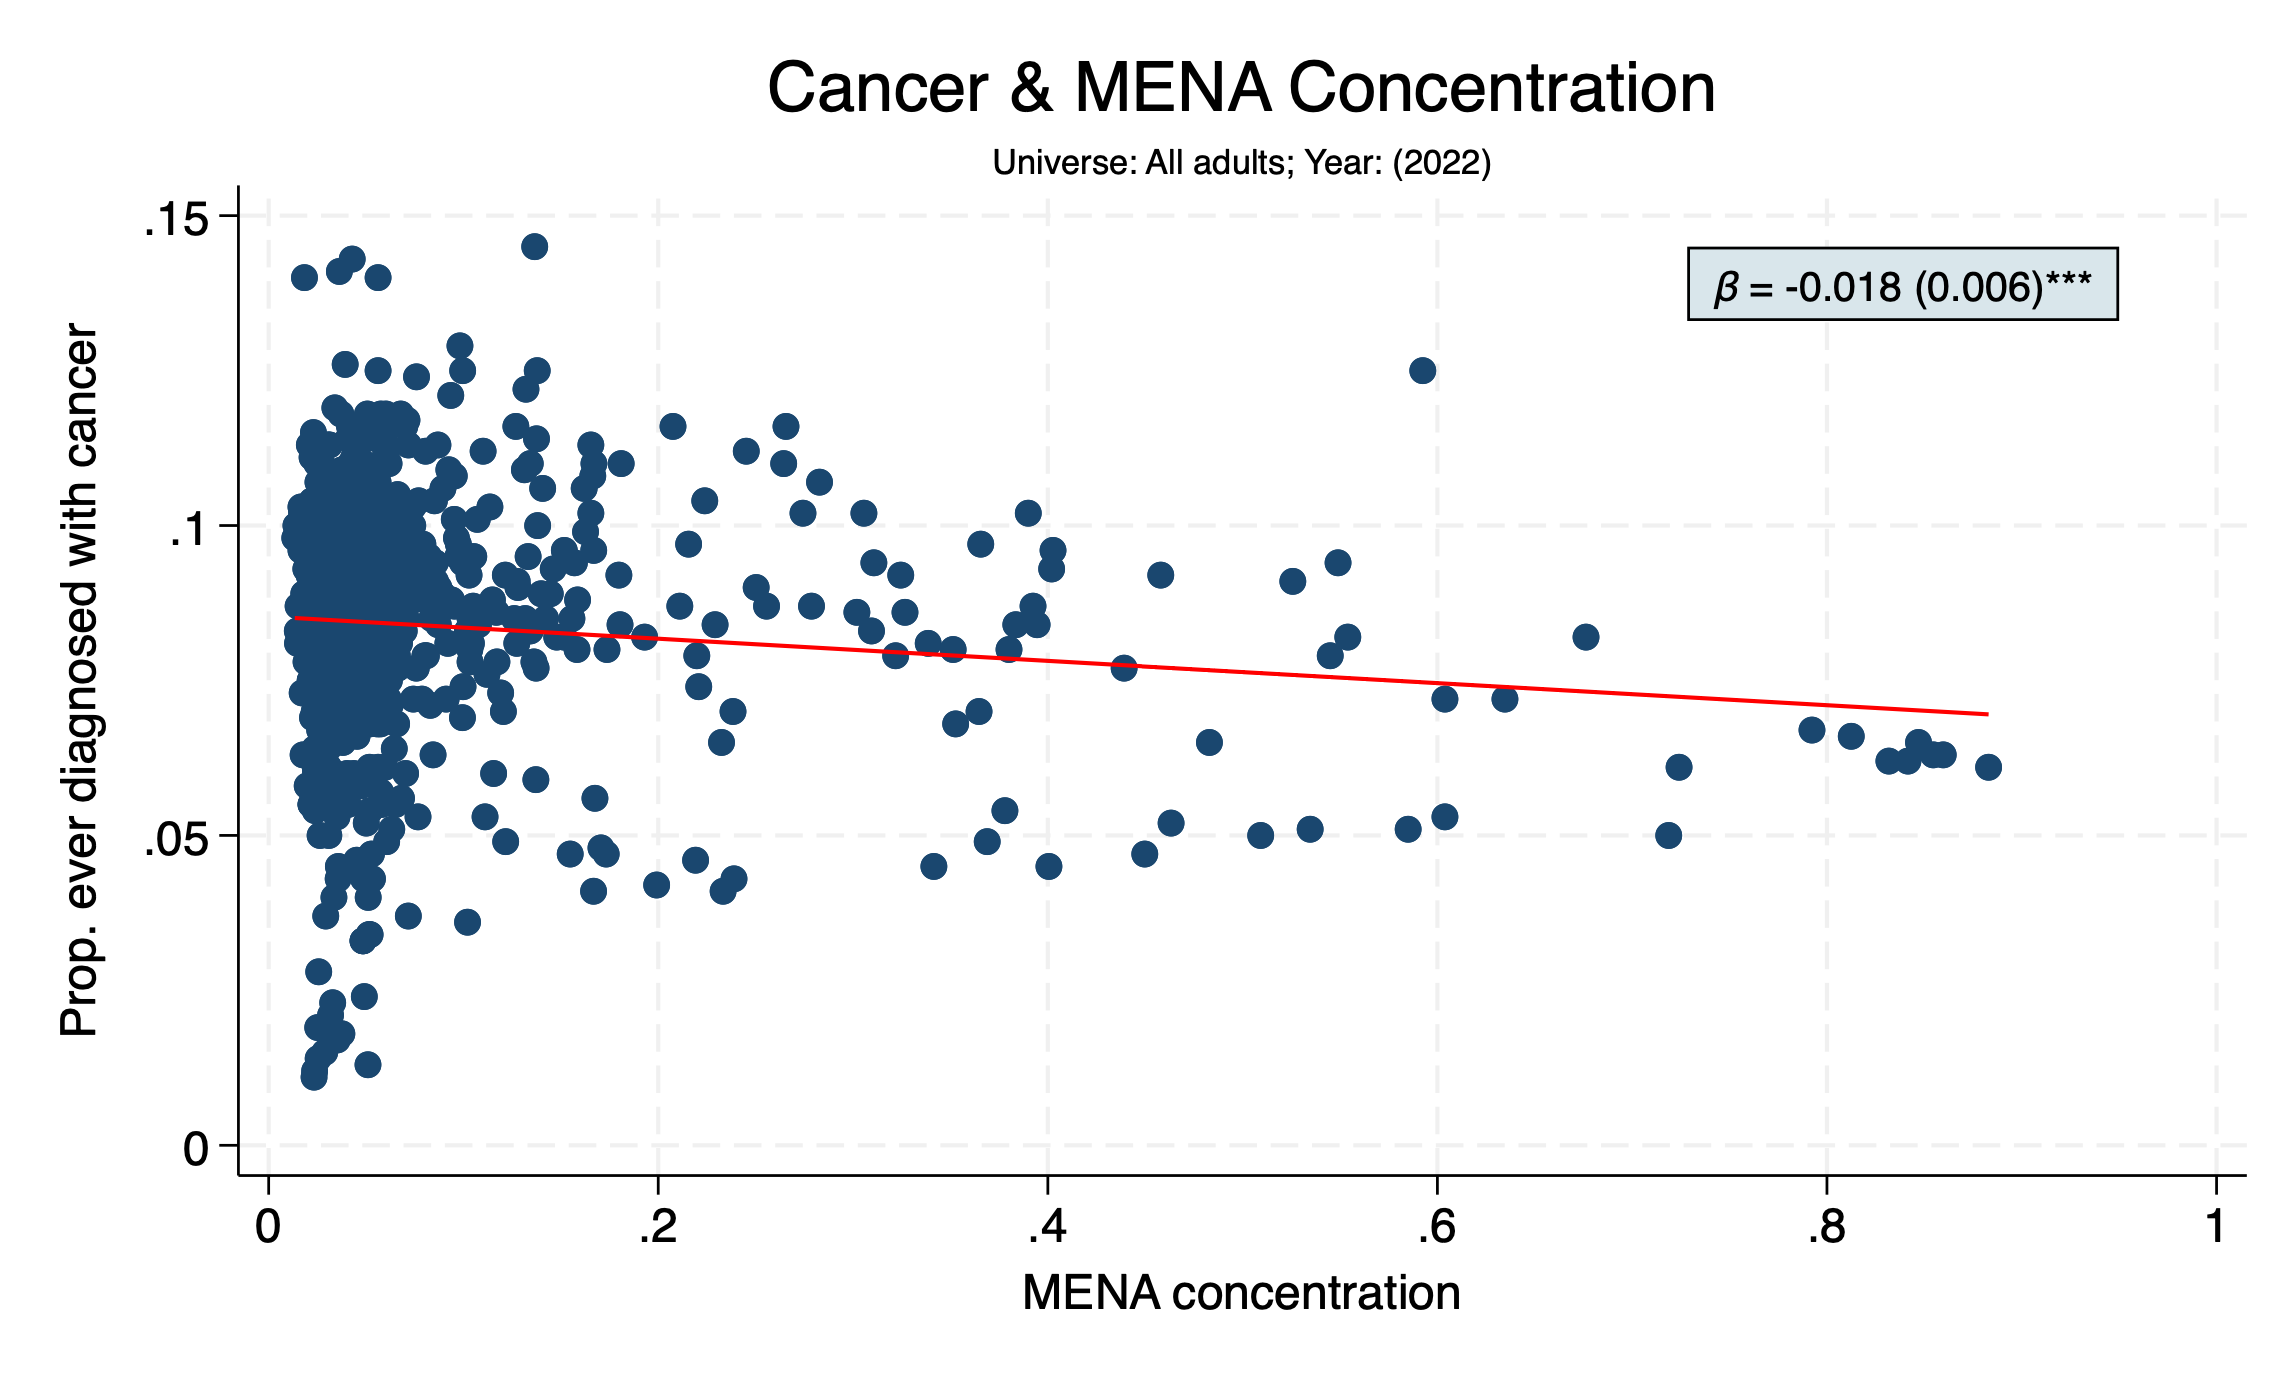 Cancer & MENA Concentration
Universe: All adults; Year: (2022)
β = -0.018 (0.006)***
Prop. ever diagnosed with cancer
.15
.1
.05
0
0 .2 .4 .6 .8 1
MENA concentration